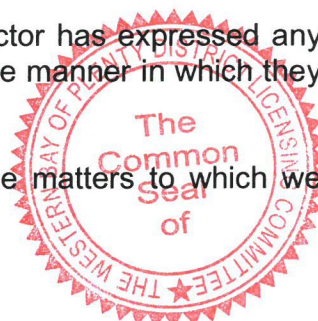 ctor has expressed any
e manner in which they
The
Common
Seal
of
e matters to which we
THE WESTERN BAY OF PLENTY DISTRICT LICENSING COMMITTEE